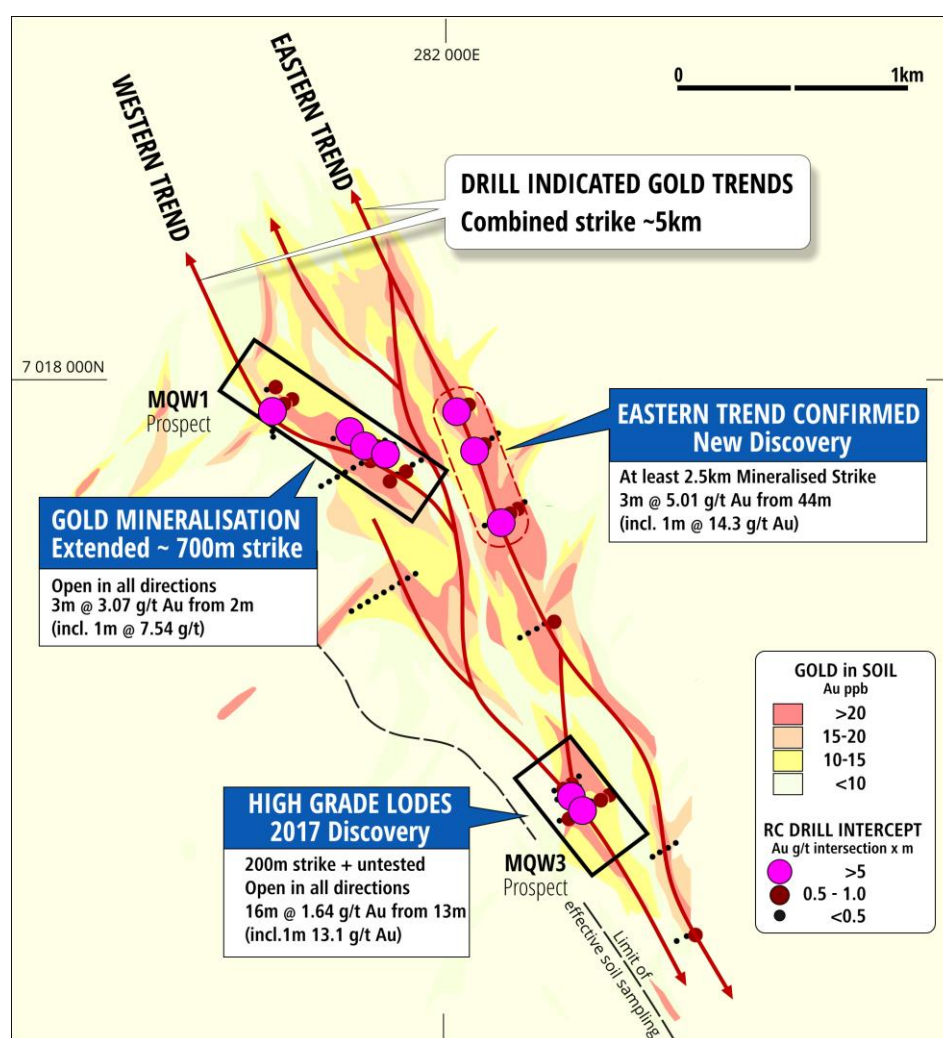 282 000E
0 1km
WESTERN TREND
EASTERN TREND
DRILL INDICATED GOLD TRENDS
Combined strike ~5km
7 018 000N
MQW1
Prospect
EASTERN TREND CONFIRMED
New Discovery
At least 2.5km Mineralised Strike
3m @ 5.01 g/t Au from 44m
(incl. 1m @ 14.3 g/t Au)
GOLD MINERALISATION
Extended ~ 700m strike
Open in all directions
3m @ 3.07 g/t Au from 2m
(incl. 1m @ 7.54 g/t)
GOLD in SOIL
Au ppb
>20
15-20
10-15
<10
RC DRILL INTERCEPT
Au g/t intersection x m
>5
0.5 - 1.0
<0.5
HIGH GRADE LODES
2017 Discovery
200m strike + untested
Open in all directions
16m @ 1.64 g/t Au from 13m
(incl.1m 13.1 g/t Au)
MQW3
Prospect
Limit of
effective soil sampling